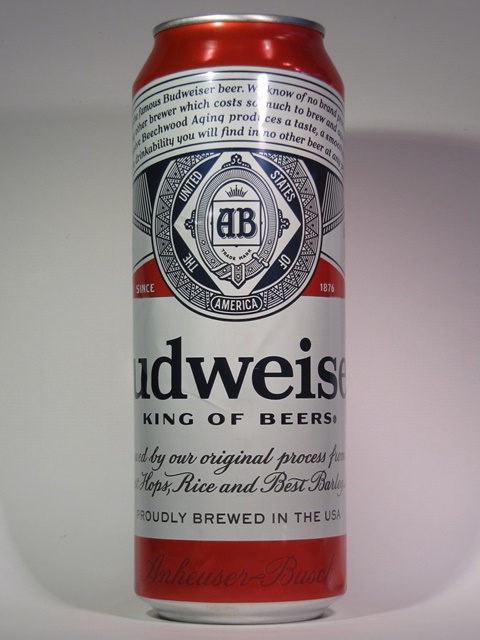 famous Budweiser beer. We know of no brand
other brewer which costs so much to brew and
Beechwood Aging produces a taste, a
drinkability you will find in no other beer at
UNITED STATES
AB
TRADE MARK
THE OF
AMERICA
SINCE 1876
udweise
KING OF BEERS®
by our original process from
Hops, Rice and Best Barley
PROUDLY BREWED IN THE USA
Anheuser-Busch